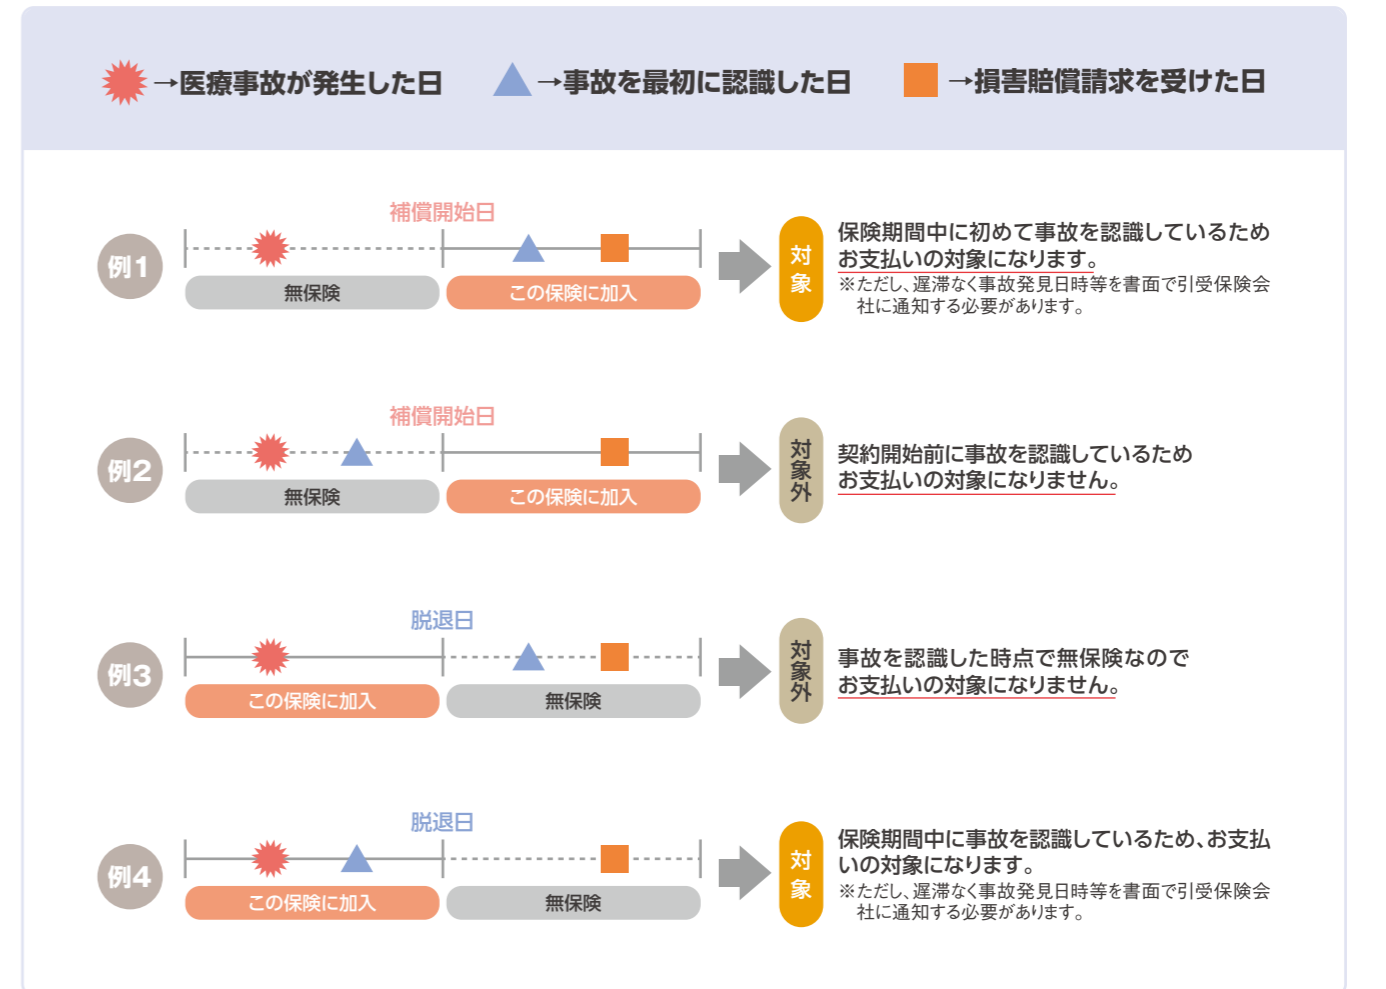 →医療事故が発生した日 →事故を最初に認識した日 →損害賠償請求を受けた日
補償開始日
例1
無保険 この保険に加入
対象
保険期間中に初めて事故を認識しているため
お支払いの対象になります。
※ただし、遅滞なく事故発見日時等を書面で引受保険会
社に通知する必要があります。
補償開始日
例2
無保険 この保険に加入
対象外
契約開始前に事故を認識しているため
お支払いの対象になりません。
脱退日
例3
この保険に加入 無保険
対象外
事故を認識した時点で無保険なので
お支払いの対象になりません。
脱退日
例4
この保険に加入 無保険
対象
保険期間中に事故を認識しているため、お支払
いの対象になります。
※ただし、遅滞なく事故発見日時等を書面で引受保険会
社に通知する必要があります。